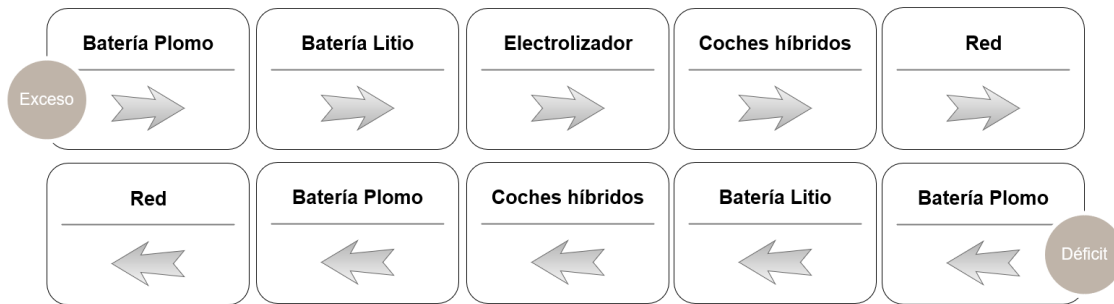 Batería Plomo
Batería Litio
Electrolizador
Coches híbridos
Red
Exceso
Red
Batería Plomo
Coches híbridos
Batería Litio
Batería Plomo
Déficit